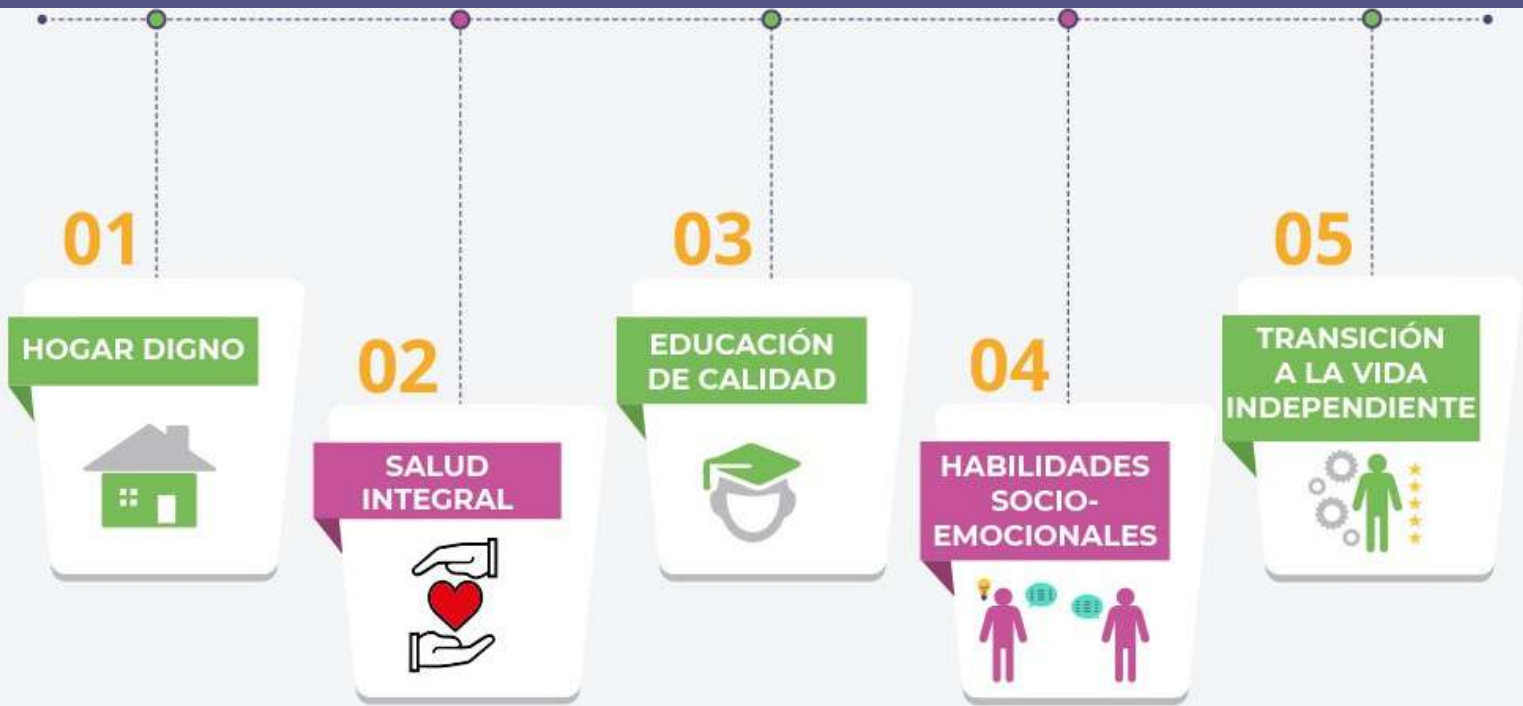 01
HOGAR DIGNO
02
SALUD
INTEGRAL
03
EDUCACIÓN
DE CALIDAD
04
HABILIDADES
SOCIO-
EMOCIONALES
05
TRANSICIÓN
A LA VIDA
INDEPENDIENTE